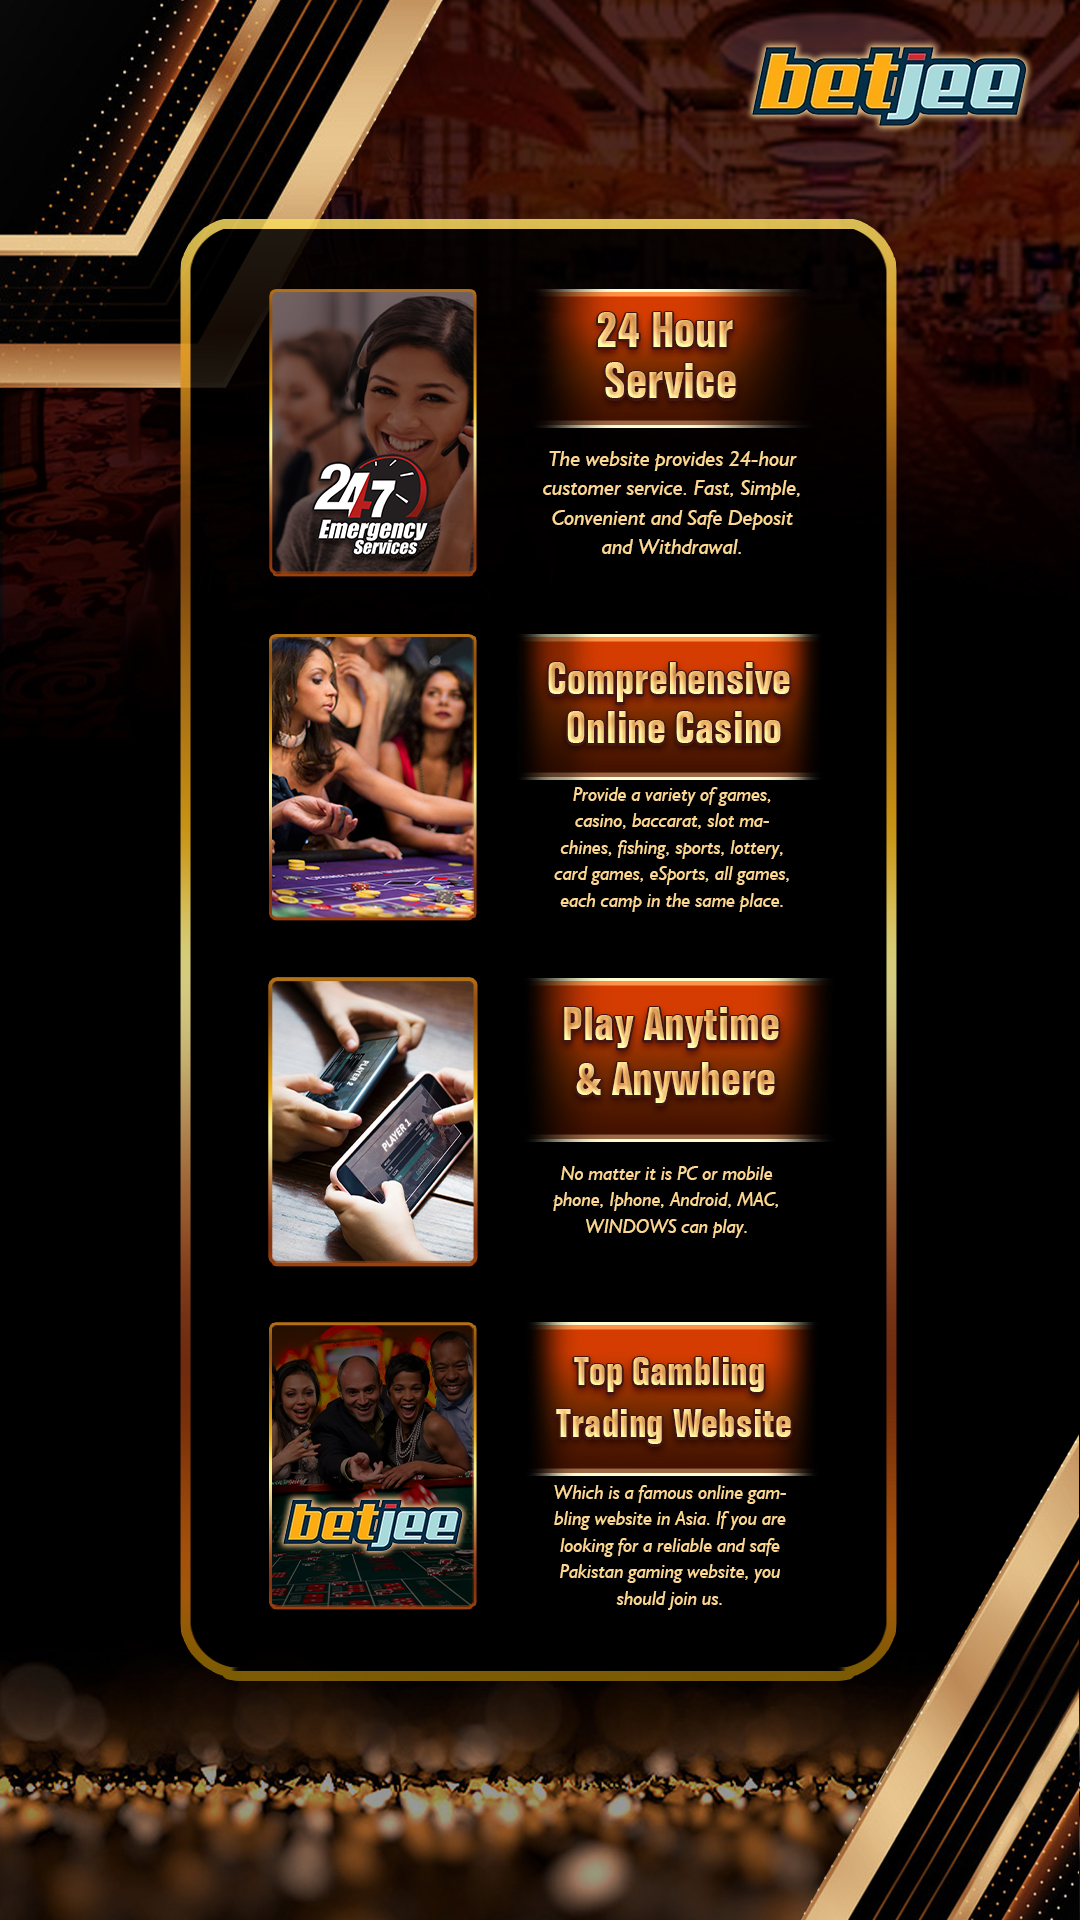 betjee
24 Hour
Service
24/7
Emergency
Services
The website provides 24-hour
customer service. Fast, Simple,
Convenient and Safe Deposit
and Withdrawal.
Comprehensive
Online Casino
Provide a variety of games,
casino, baccarat, slot ma-
chines, fishing, sports, lottery,
card games, eSports, all games,
each camp in the same place.
Play Anytime
& Anywhere
PLAYER 2
PLAYER 1
No matter it is PC or mobile
phone, Iphone, Android, MAC,
WINDOWS can play.
Top Gambling
Trading Website
betjee
Which is a famous online gam-
bling website in Asia. If you are
looking for a reliable and safe
Pakistan gaming website, you
should join us.